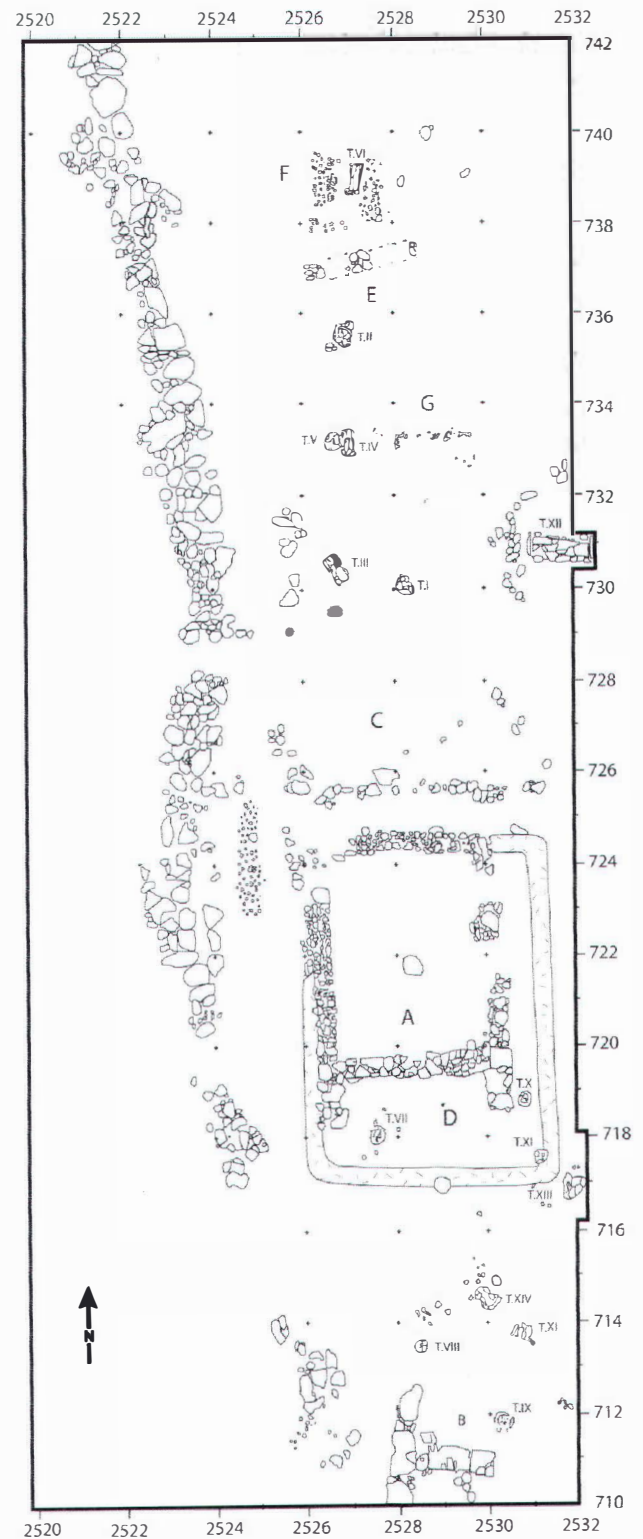 2520 2522 2524 2526 2528 2530 2532
742
740
T.VI
F
738
E
736
T.II
734
G
T.V T.IV
732
T.XII
T.III
730
T.I
728
C
726
724
722
A
720
T.X
D
T.VII
718
T.XI
T.XIII
716
T.XIV
N
714
T.XI
T.VIII
712
B T.IX
710
2520 2522 2524 2526 2528 2530 2532